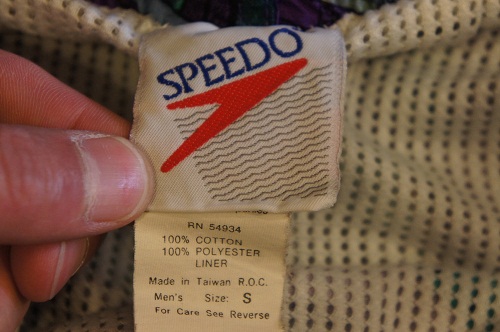 SPEEDO
RN 54934
100% COTTON
100% POLYESTER
LINER
Made in Taiwan R.O.C.
Men's Size: S
For Care See Reverse